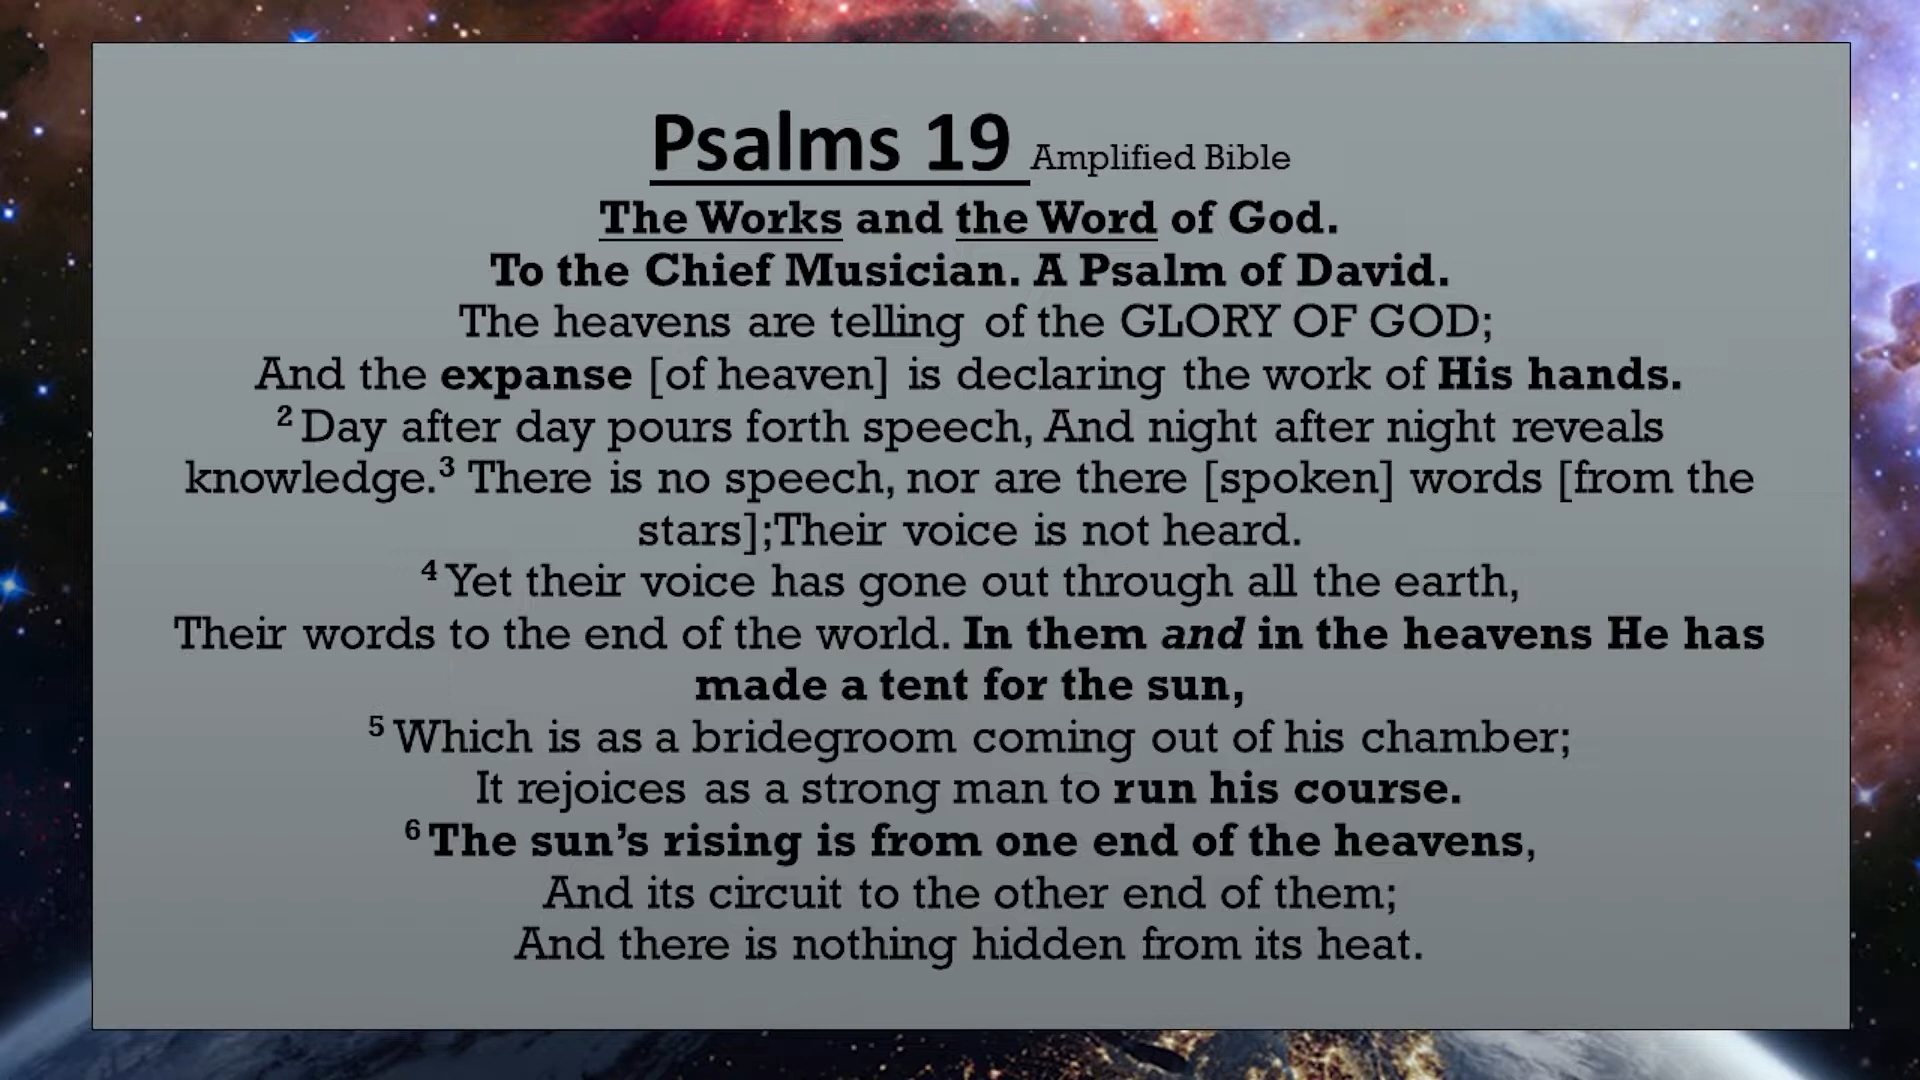 Psalms 19 Amplified Bible
The Works and the Word of God.
To the Chief Musician. A Psalm of David.
The heavens are telling of the GLORY OF GOD;
And the expanse [of heaven] is declaring the work of His hands.
² Day after day pours forth speech, And night after night reveals
knowledge.³ There is no speech, nor are there [spoken] words [from the
stars];Their voice is not heard.
⁴ Yet their voice has gone out through all the earth,
Their words to the end of the world. In them and in the heavens He has
made a tent for the sun,
⁵ Which is as a bridegroom coming out of his chamber;
It rejoices as a strong man to run his course.
⁶ The sun’s rising is from one end of the heavens,
And its circuit to the other end of them;
And there is nothing hidden from its heat.